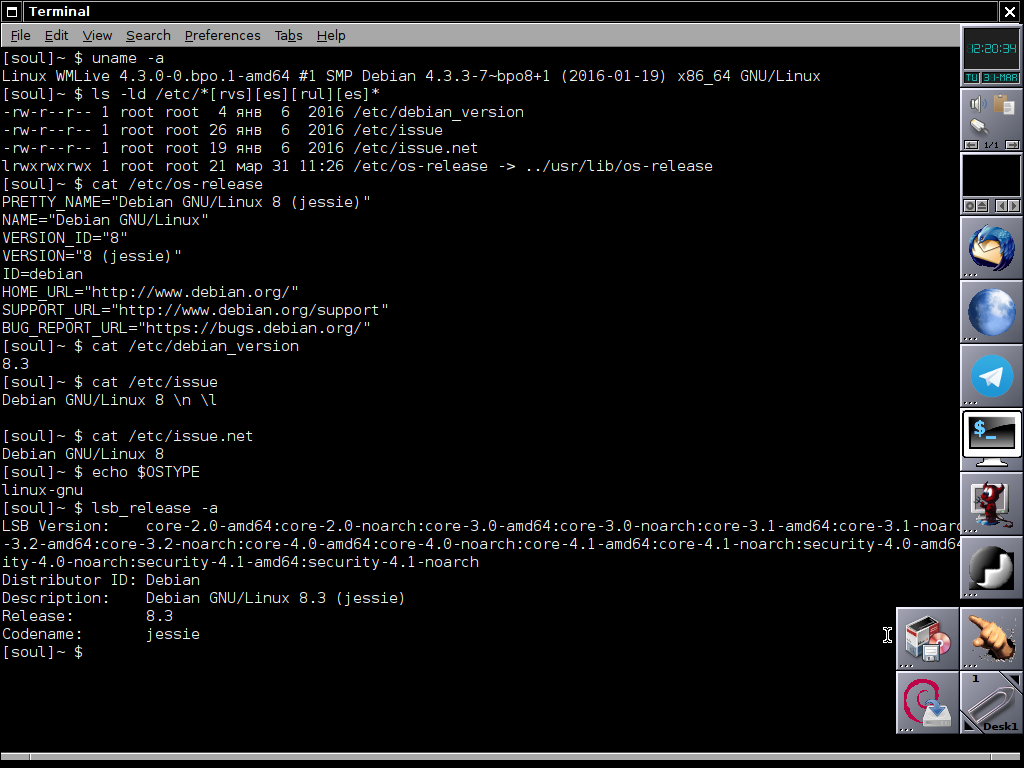 Terminal
File Edit View Search Preferences Tabs Help
[soul]~ $ uname -a
Linux WMLive 4.3.0-0.bpo.1-amd64 #1 SMP Debian 4.3.3-7~bpo8+1 (2016-01-19) x86_64 GNU/Linux
[soul]~ $ ls -ld /etc/*[rvs][es][rul][es]*
-rw-r--r-- 1 root root  4 янв  6  2016 /etc/debian_version
-rw-r--r-- 1 root root 26 янв  6  2016 /etc/issue
-rw-r--r-- 1 root root 19 янв  6  2016 /etc/issue.net
lrwxrwxrwx 1 root root 21 мар 31 11:26 /etc/os-release -> ../usr/lib/os-release
[soul]~ $ cat /etc/os-release
PRETTY_NAME="Debian GNU/Linux 8 (jessie)"
NAME="Debian GNU/Linux"
VERSION_ID="8"
VERSION="8 (jessie)"
ID=debian
HOME_URL="http://www.debian.org/"
SUPPORT_URL="http://www.debian.org/support"
BUG_REPORT_URL="https://bugs.debian.org/"
[soul]~ $ cat /etc/debian_version
8.3
[soul]~ $ cat /etc/issue
Debian GNU/Linux 8 \n \l
[soul]~ $ cat /etc/issue.net
Debian GNU/Linux 8
[soul]~ $ echo $OSTYPE
linux-gnu
[soul]~ $ lsb_release -a
LSB Version:    core-2.0-amd64:core-2.0-noarch:core-3.0-amd64:core-3.0-noarch:core-3.1-amd64:core-3.1-noarc
-3.2-amd64:core-3.2-noarch:core-4.0-amd64:core-4.0-noarch:core-4.1-amd64:core-4.1-noarch:security-4.0-amd64
ity-4.0-noarch:security-4.1-amd64:security-4.1-noarch
Distributor ID: Debian
Description:    Debian GNU/Linux 8.3 (jessie)
Release:        8.3
Codename:       jessie
[soul]~ $
12:20:34
TU 31-MAR
1/1
$_
1
Desk1